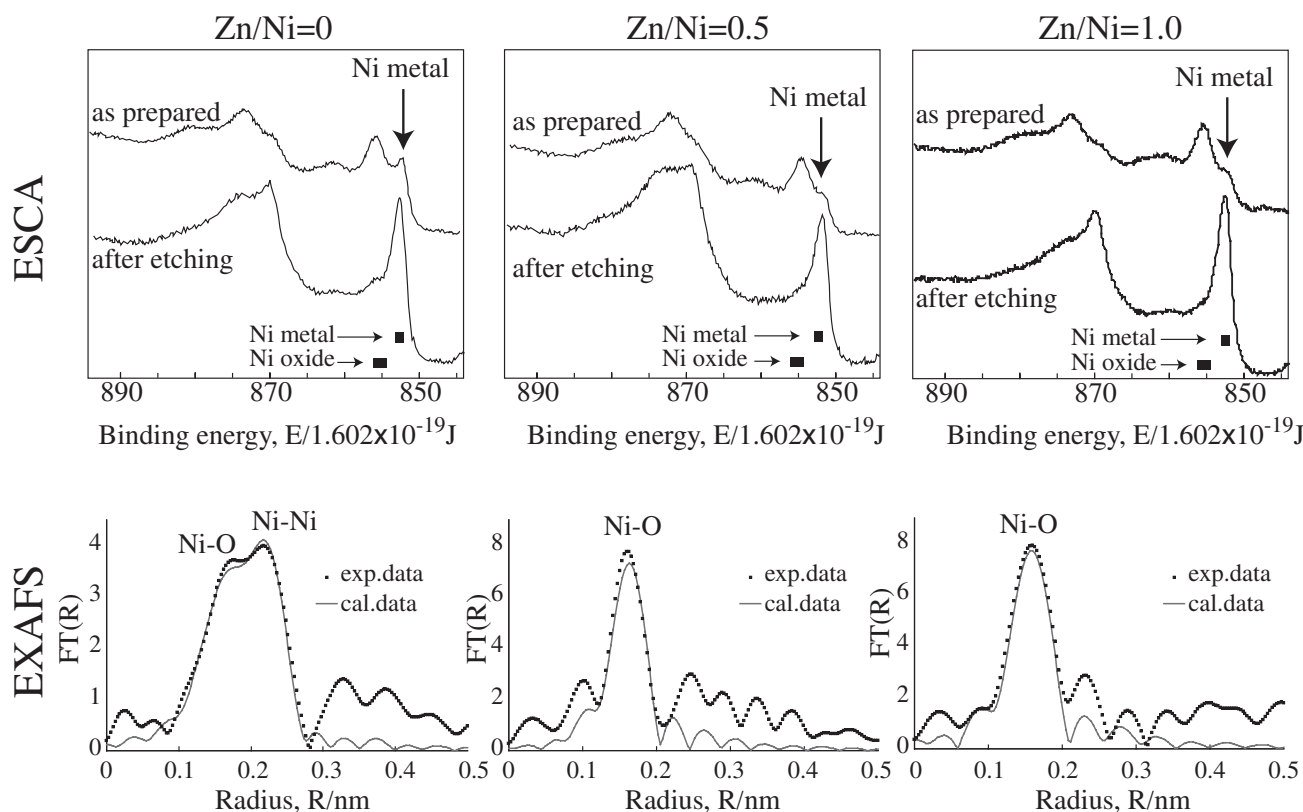 Zn/Ni=0
Zn/Ni=0.5
Zn/Ni=1.0
ESCA
Ni metal
as prepared
after etching
Ni metal
Ni oxide
890
870
850
Binding energy, E/1.602x10⁻¹⁹J
Ni metal
as prepared
after etching
Ni metal
Ni oxide
890
870
850
Binding energy, E/1.602x10⁻¹⁹J
Ni metal
as prepared
after etching
Ni metal
Ni oxide
890
870
850
Binding energy, E/1.602x10⁻¹⁹J
EXAFS
FT(R)
4
3
2
1
0
Ni-O
Ni-Ni
exp.data
cal.data
0
0.1
0.2
0.3
0.4
0.5
Radius, R/nm
FT(R)
8
6
4
2
0
Ni-O
exp.data
cal.data
0
0.1
0.2
0.3
0.4
0.5
Radius, R/nm
FT(R)
8
6
4
2
0
Ni-O
exp.data
cal.data
0
0.1
0.2
0.3
0.4
0.5
Radius, R/nm